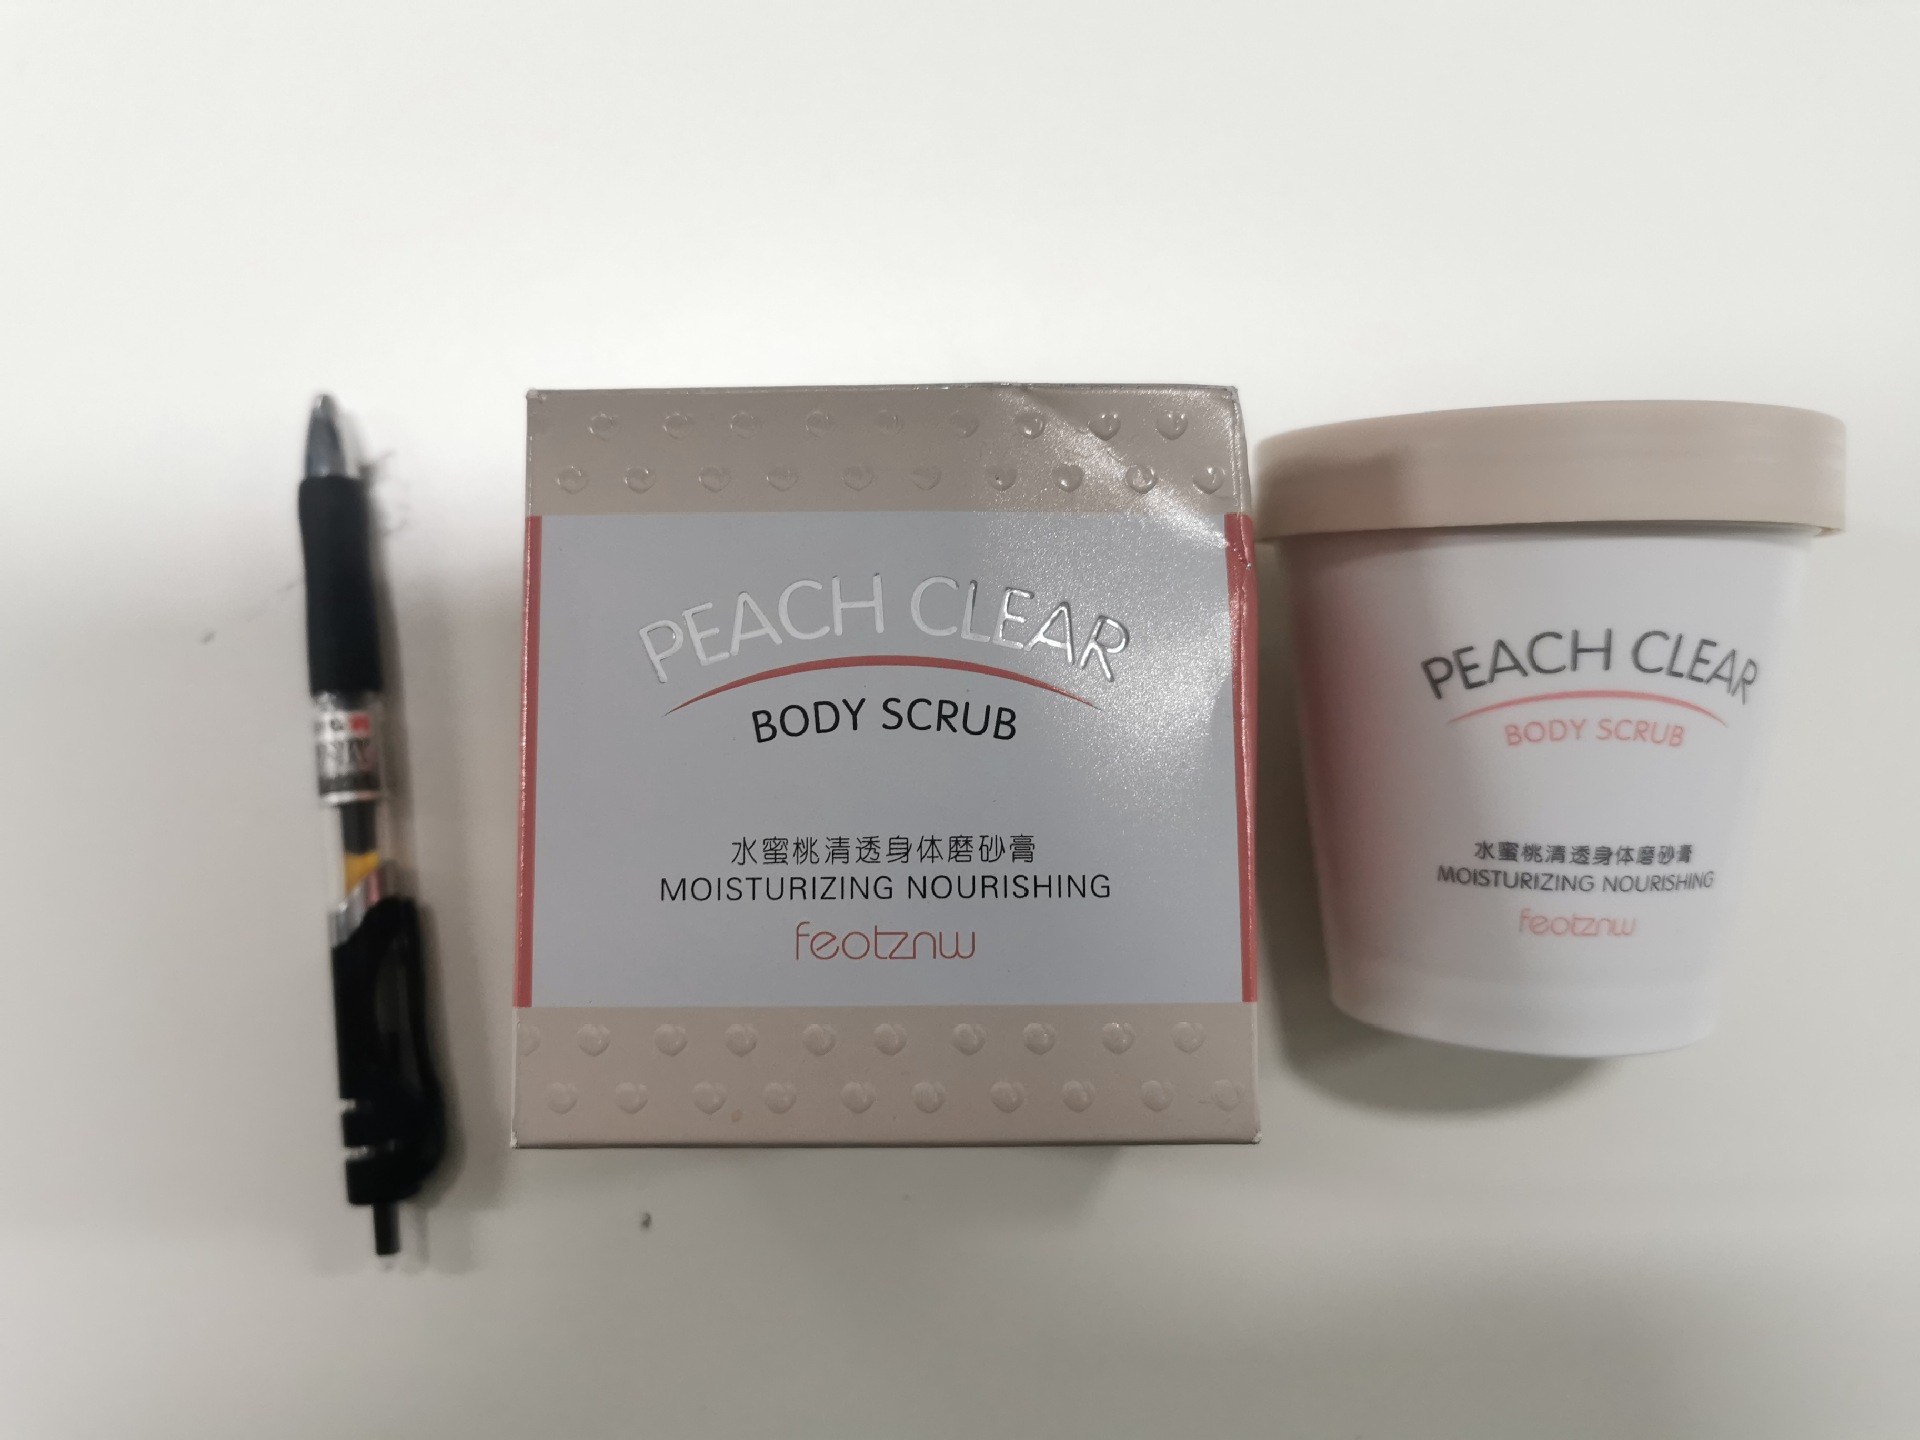 PEACH CLEAR
BODY SCRUB
水蜜桃清透身体磨砂膏
MOISTURIZING NOURISHING
feotznw
PEACH CLEAR
BODY SCRUB
水蜜桃清透身体磨砂膏
MOISTURIZING NOURISHING
feotznw